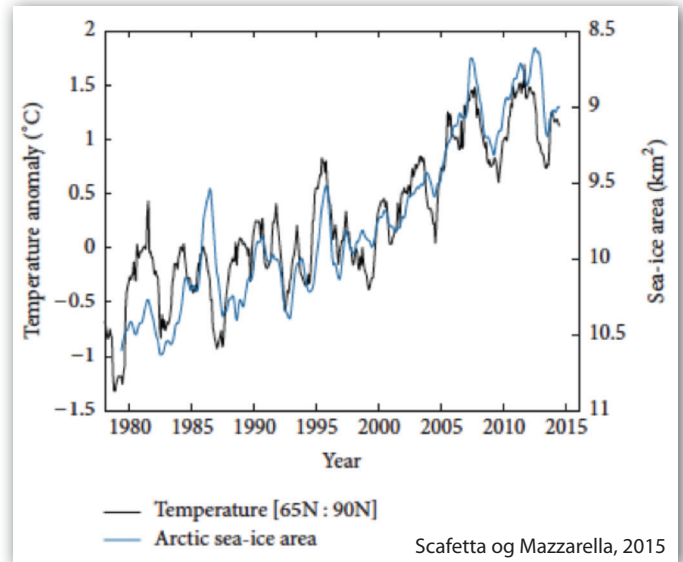 2
1.5
1
0.5
0
−0.5
−1
−1.5
Temperature anomaly (°C)
8.5
9
9.5
10
10.5
11
Sea-ice area (km²)
1980 1985 1990 1995 2000 2005 2010 2015
Year
Temperature [65N : 90N]
Arctic sea-ice area
Scafetta og Mazzarella, 2015